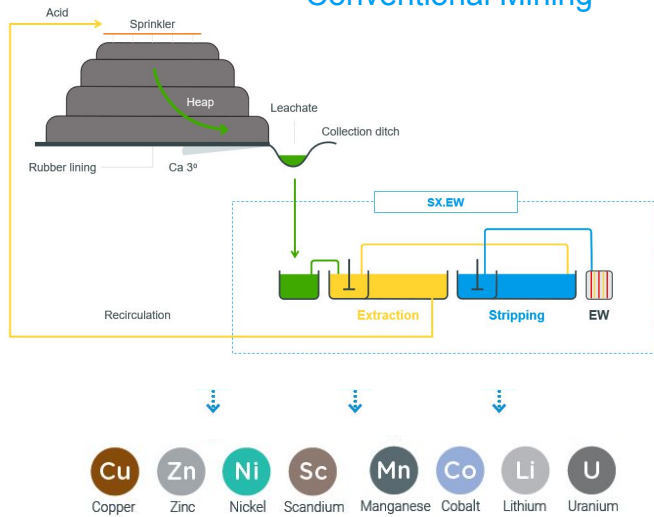 Conventional Mining
Acid
Sprinkler
Heap
Leachate
Collection ditch
Rubber lining
Ca 3º
SX.EW
Recirculation
Extraction
Stripping
EW
Cu
Zn
Ni
Sc
Mn
Co
Li
U
Copper
Zinc
Nickel
Scandium
Manganese
Cobalt
Lithium
Uranium